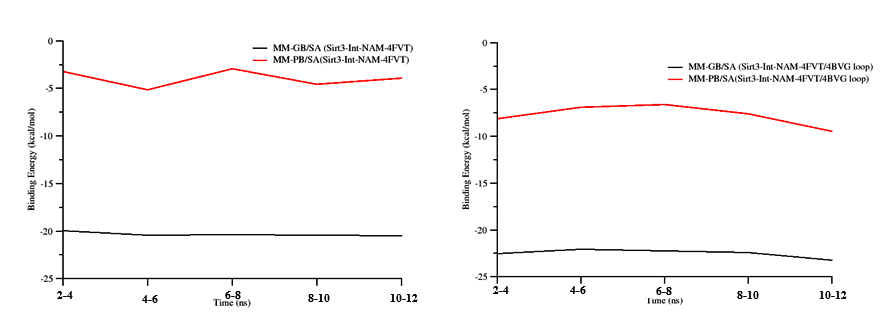 0
-5
-10
-15
-20
-25
Binding Energy (kcal/mol)
MM-GB/SA (Sirt3-Int-NAM-4FVT)
MM-PB/SA(Sirt3-Int-NAM-4FVT)
2-4
4-6
6-8
8-10
10-12
Time (ns)
0
-5
-10
-15
-20
-25
Binding Energy (kcal/mol)
MM-GB/SA (Sirt3-Int-NAM-4FVT/4BVG loop)
MM-PB/SA(Sirt3-Int-NAM-4FVT/4BVG loop)
2-4
4-6
6-8
8-10
10-12
Time (ns)